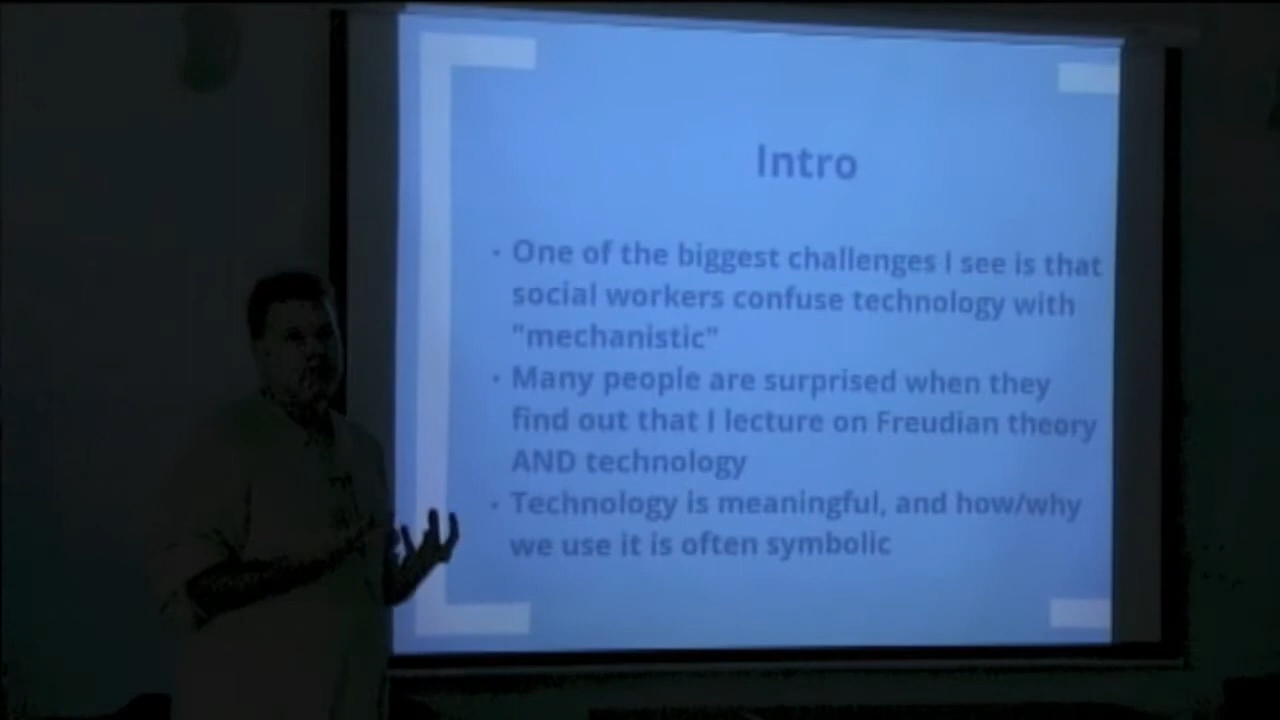 Intro
· One of the biggest challenges I see is that
social workers confuse technology with
"mechanistic"
· Many people are surprised when they
find out that I lecture on Freudian theory
AND technology
· Technology is meaningful, and how/why
we use it is often symbolic